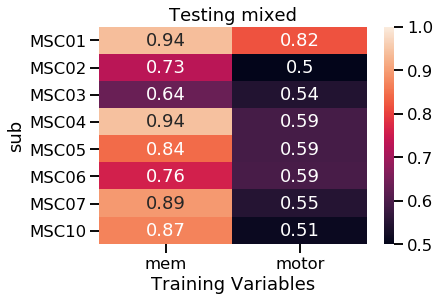 Testing mixed
MSC01 0.94 0.82
MSC02 0.73 0.5
MSC03 0.64 0.54
MSC04 0.94 0.59
MSC05 0.84 0.59
MSC06 0.76 0.59
MSC07 0.89 0.55
MSC10 0.87 0.51
sub
mem motor
Training Variables
1.0
0.9
0.8
0.7
0.6
0.5